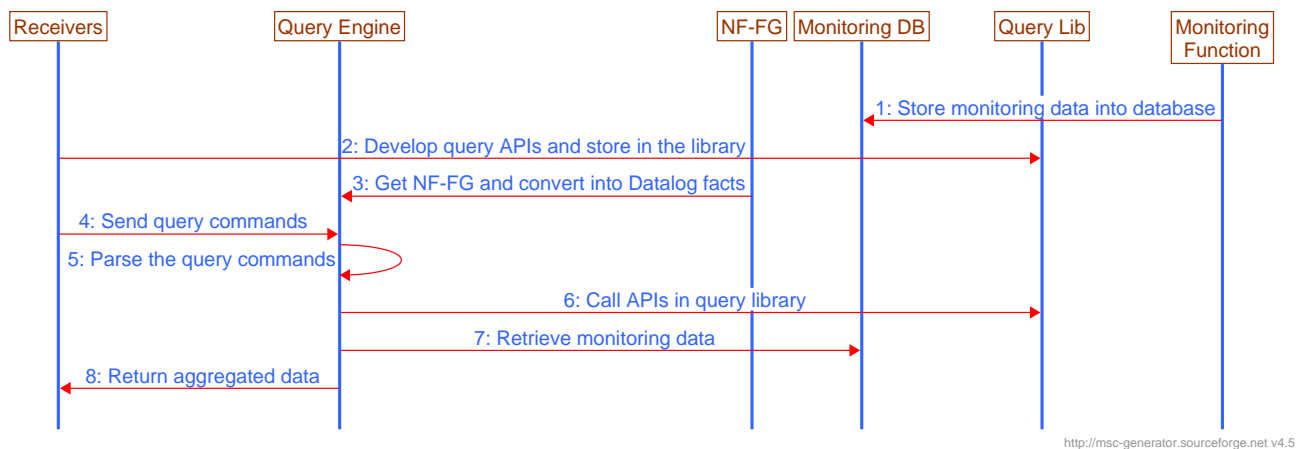 Receivers
Query Engine
NF-FG
Monitoring DB
Query Lib
Monitoring
Function
1: Store monitoring data into database
2: Develop query APIs and store in the library
3: Get NF-FG and convert into Datalog facts
4: Send query commands
5: Parse the query commands
6: Call APIs in query library
7: Retrieve monitoring data
8: Return aggregated data
http://msc-generator.sourceforge.net v4.5